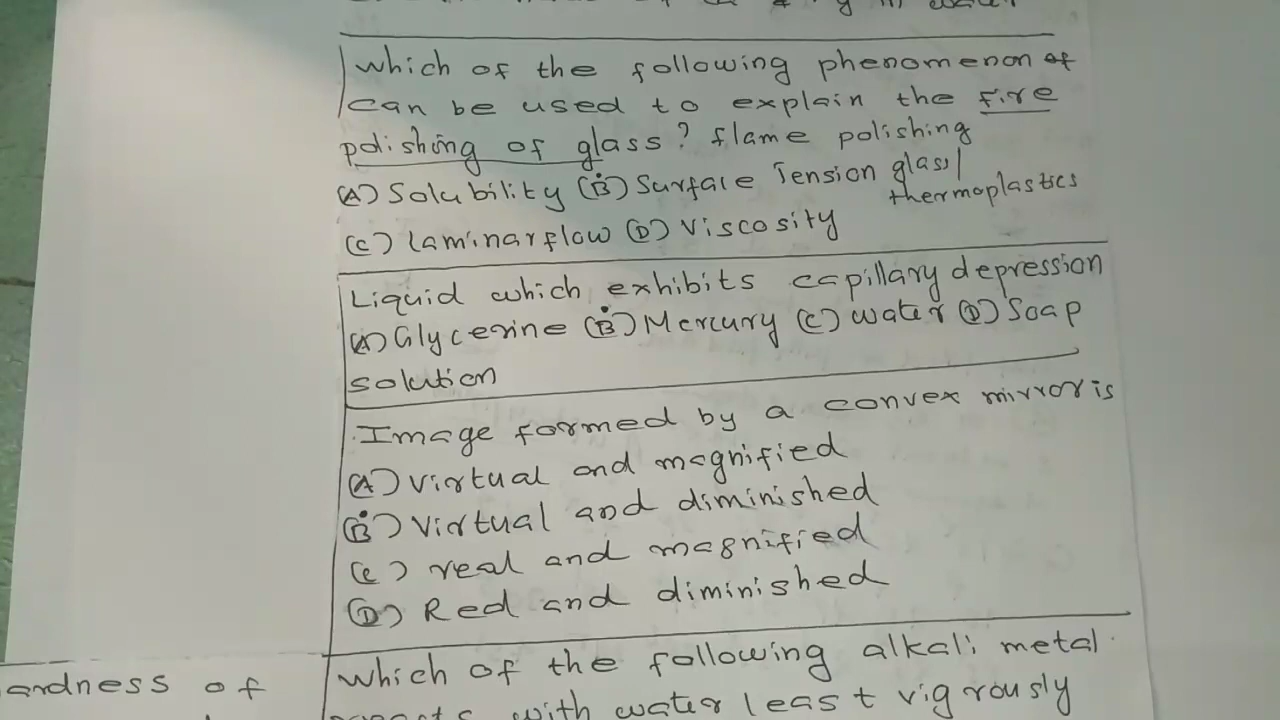 which of the following phenomenon of
can be used to explain the fire
polishing of glass? flame polishing
(A) Solubility (B) Surface Tension glass/
thermoplastics
(C) laminar flow (D) Viscosity
Liquid which exhibits capillary depression
(A) Glycerine (B) Mercury (C) water (D) Soap
solution
Image formed by a convex mirror is
(A) Virtual and magnified
(B) Virtual and diminished
(C) real and magnified
(D) Red and diminished
which of the following alkali metal
ardness of
with water least vigrously